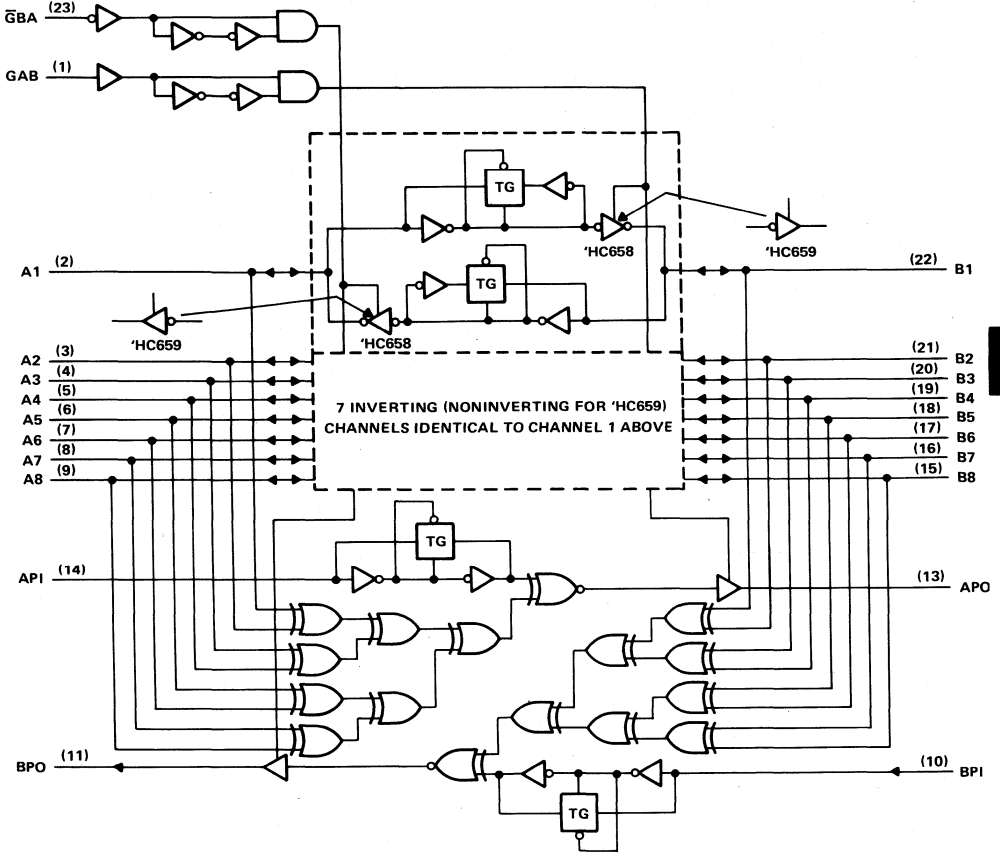 G̅BA (23)
GAB (1)
TG
'HC658
'HC659
A1 (2)
(22) B1
TG
'HC659
'HC658
A2 (3)
(21) B2
A3 (4)
(20) B3
A4 (5)
(19) B4
A5 (6)
(18) B5
A6 (7)
(17) B6
A7 (8)
(16) B7
A8 (9)
(15) B8
7 INVERTING (NONINVERTING FOR 'HC659)
CHANNELS IDENTICAL TO CHANNEL 1 ABOVE
TG
API (14)
(13) APO
BPO (11)
(10) BPI
TG